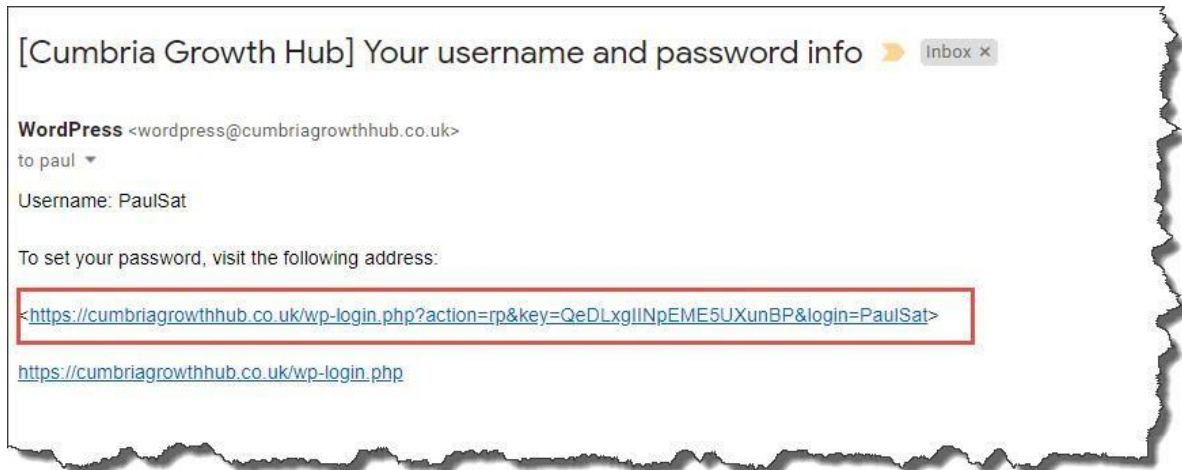 [Cumbria Growth Hub] Your username and password info Inbox ×
WordPress <wordpress@cumbriagrowthhub.co.uk>
to paul
Username: PaulSat
To set your password, visit the following address:
<https://cumbriagrowthhub.co.uk/wp-login.php?action=rp&key=QeDLxgIINpEME5UXunBP&login=PaulSat>
https://cumbriagrowthhub.co.uk/wp-login.php